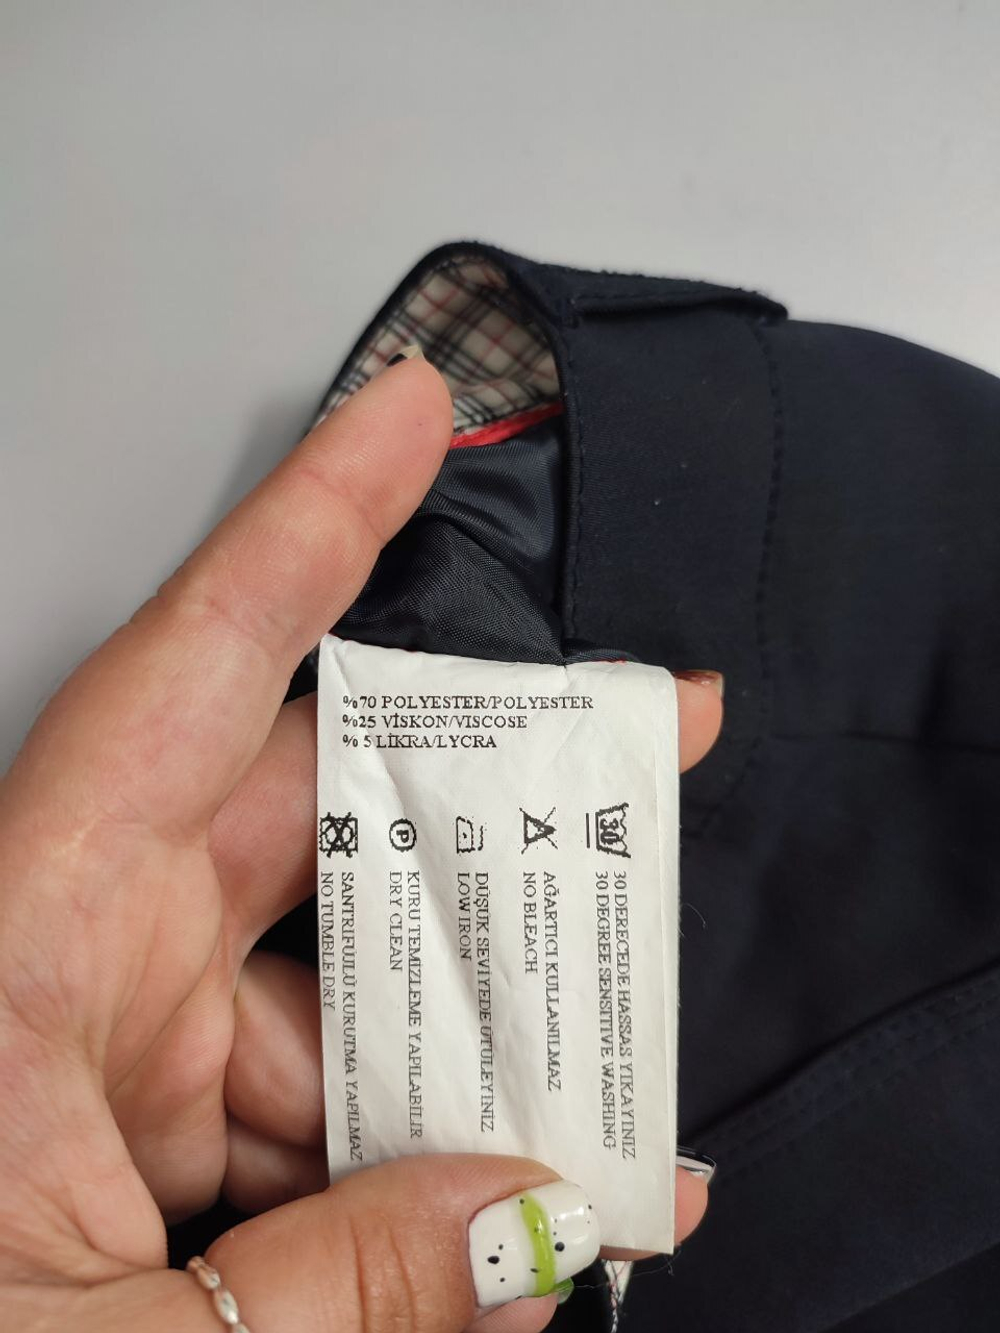 %70 POLYESTER/POLYESTER
%25 VİSKON/VISCOSE
% 5 LİKRA/LYCRA
30
30 DERECEDE HASSAS YIKAYINIZ
30 DEGREE SENSITIVE WASHING
AĞARTICI KULLANILMAZ
NO BLEACH
DÜŞÜK SEVİYEDE ÜTÜLEYİNİZ
LOW IRON
P
KURU TEMİZLEME YAPILABİLİR
DRY CLEAN
SANTRİFÜJLÜ KURUTMA YAPILMAZ
NO TUMBLE DRY